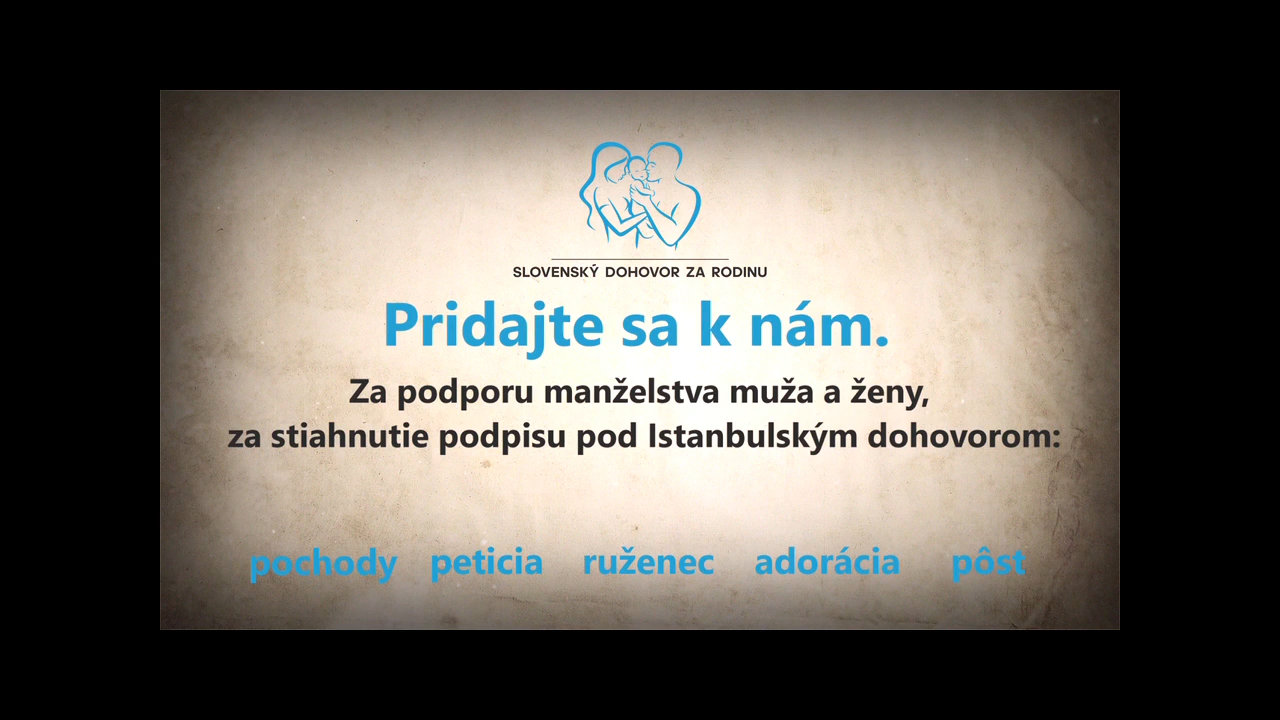 SLOVENSKÝ DOHOVOR ZA RODINU
Pridajte sa k nám.
Za podporu manželstva muža a ženy,
za stiahnutie podpisu pod Istanbulským dohovorom:
pochody peticia ruženec adorácia pôst